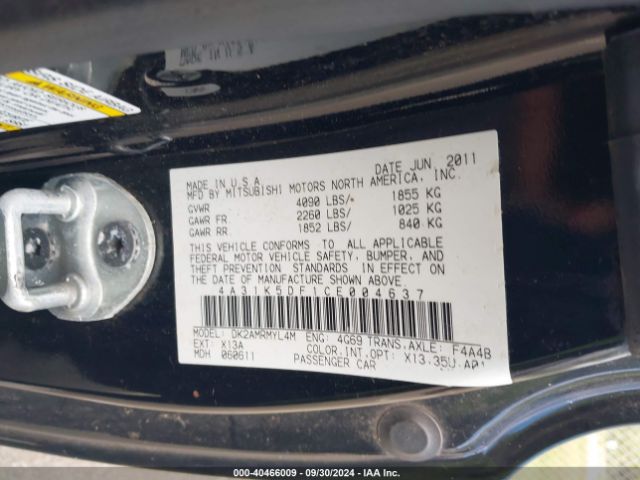 MADE IN U.S.A. DATE JUN, 2011
MFD BY MITSUBISHI MOTORS NORTH AMERICA, INC.
GVWR 4090 LBS/ 1855 KG
GAWR FR 2260 LBS/ 1025 KG
GAWR RR 1852 LBS/ 840 KG
THIS VEHICLE CONFORMS TO ALL APPLICABLE
FEDERAL MOTOR VEHICLE SAFETY, BUMPER, AND
THEFT PREVENTION STANDARDS IN EFFECT ON
THE DATE OF MANUFACTURE SHOWN ABOVE.
4A31K5DF1CE004637
MODEL: DK2AMRMYL4M ENG: 4G69 TRANS.AXLE: F4A4B
EXT: X13A COLOR.INT.OPT: X13.35U.A01
MDH 060611 PASSENGER CAR
000-40466009 - 09/30/2024 - IAA Inc.